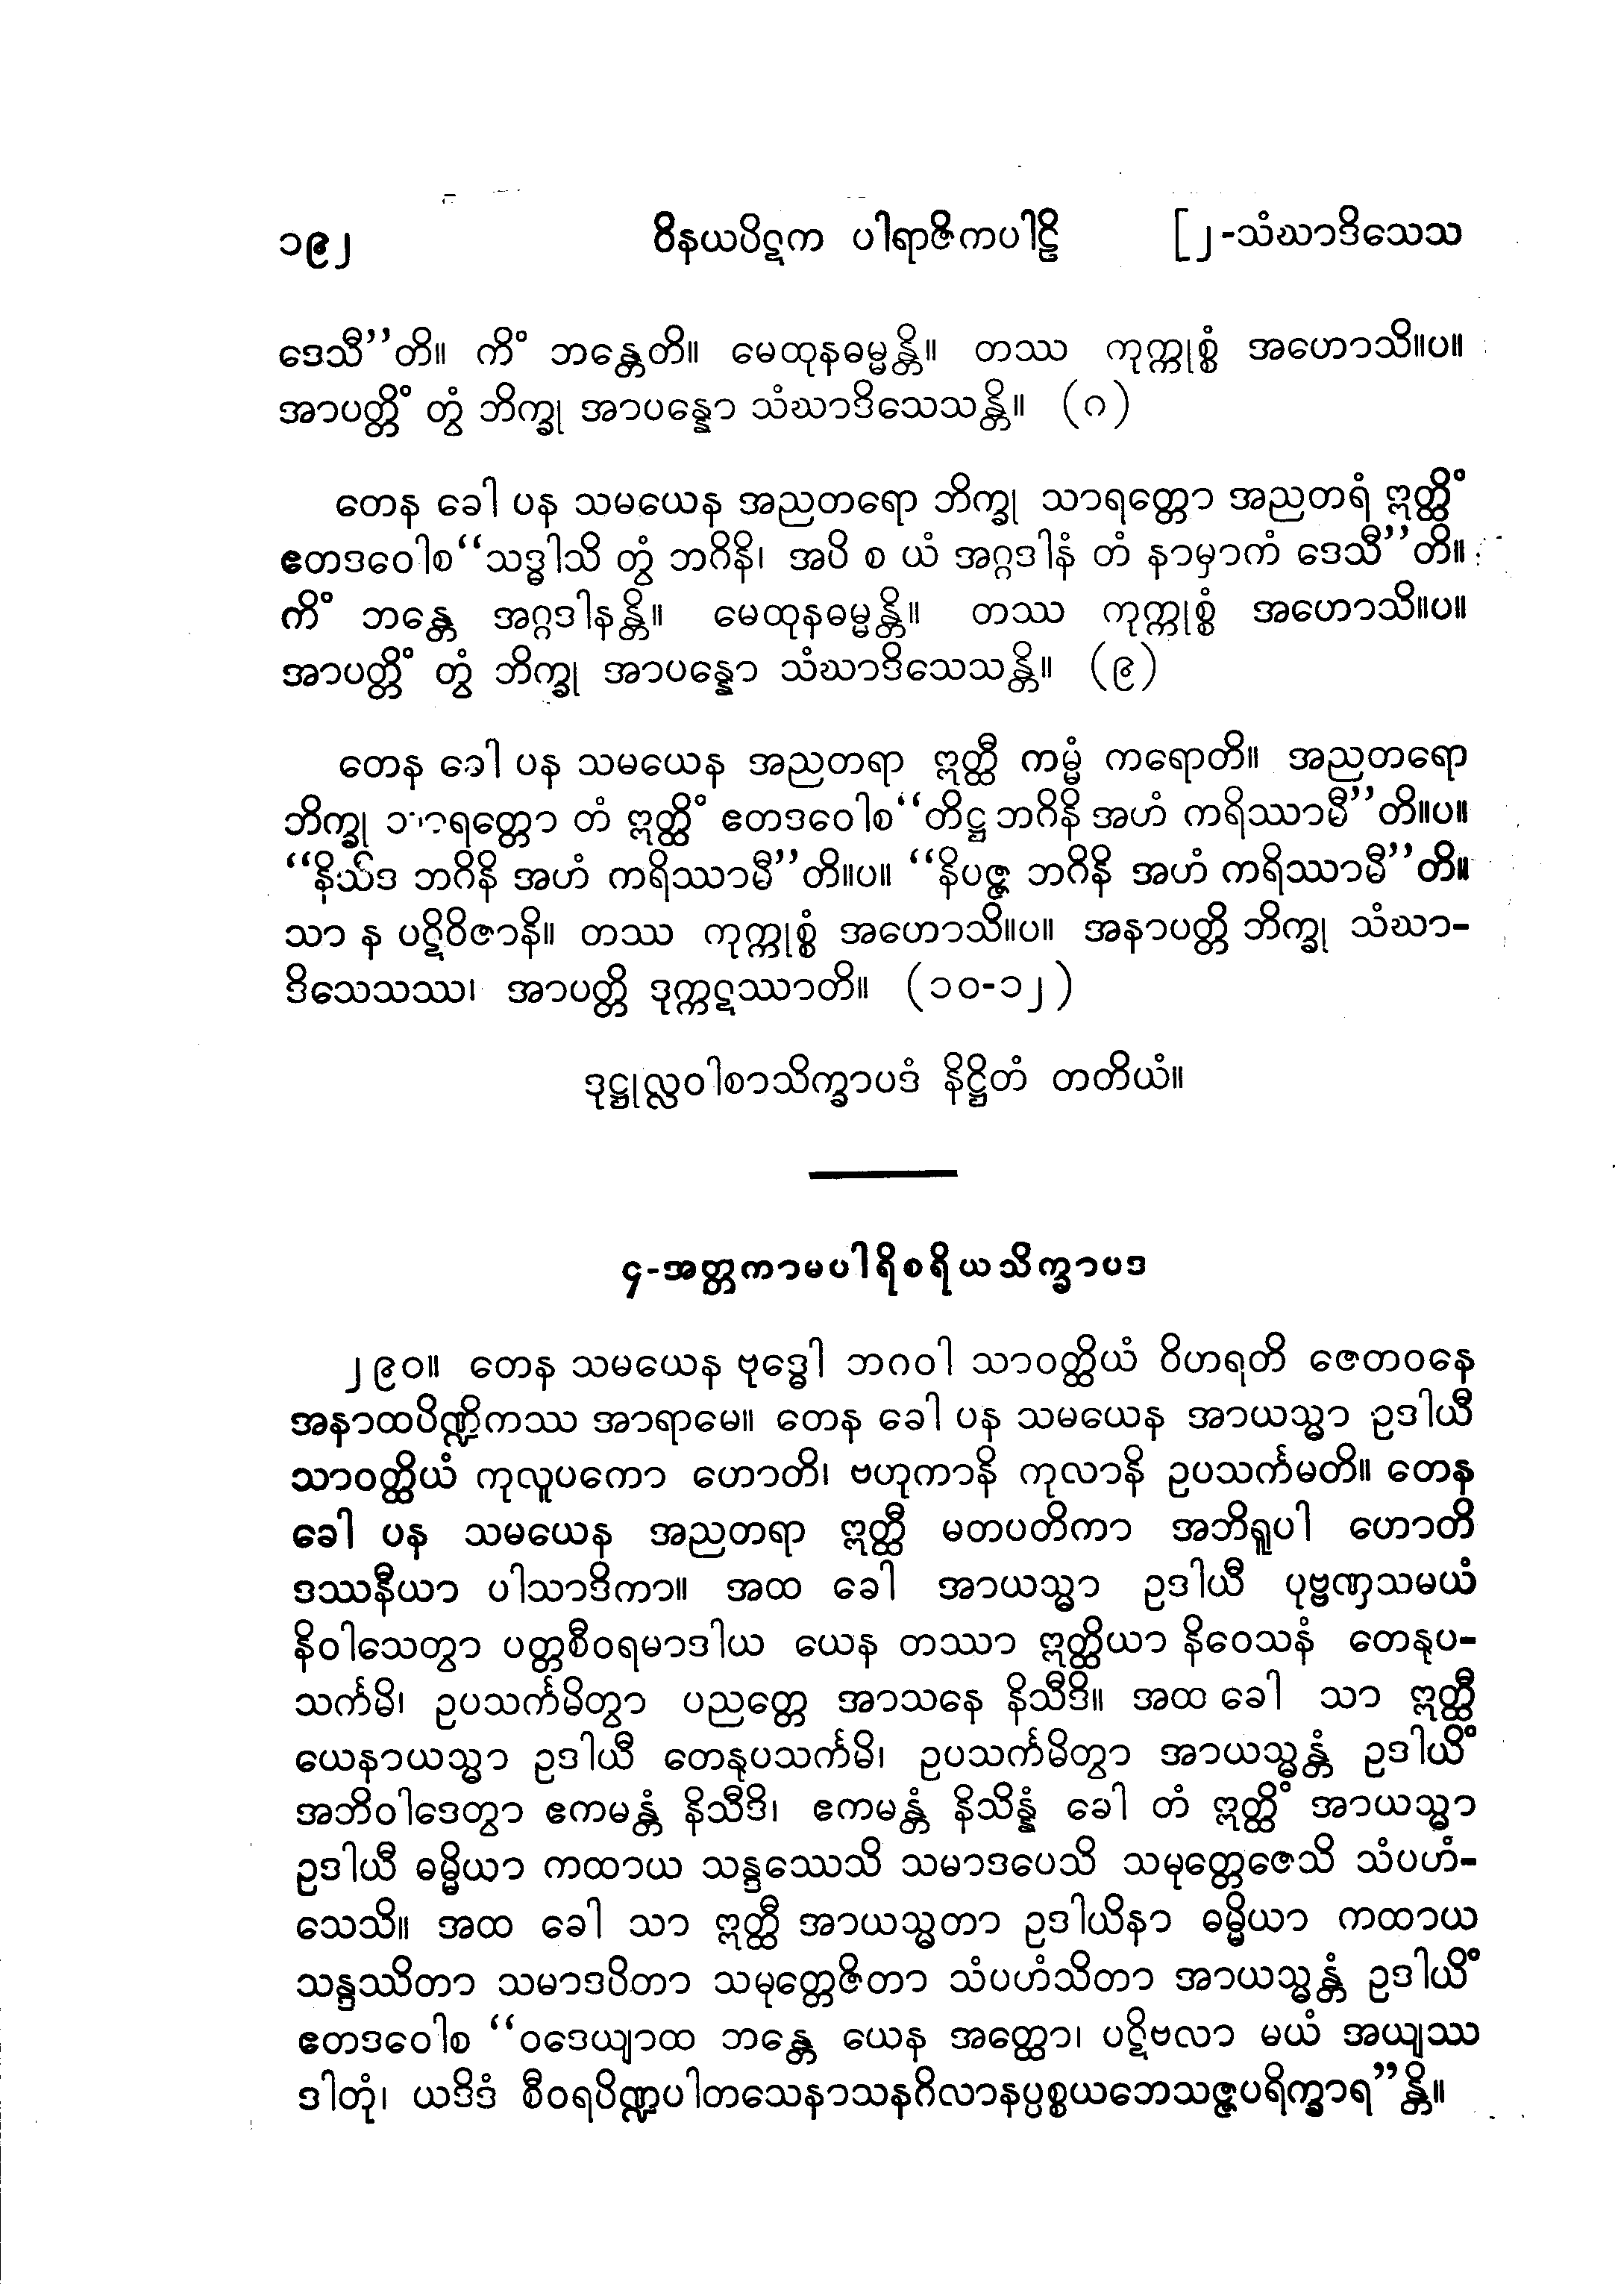 ၁၉၂ ဝိနယပိဋက ပါရာဇိကပါဠိ [၂-သံဃာဒိသေသ
ဒေသီ”တိ။ ကိံ ဘန္တေတိ။ မေထုနဓမ္မန္တိ။ တဿ ကုက္ကုစ္စံ အဟောသိ။ပ။
အာပတ္တိံ တွံ ဘိက္ခု အာပန္နော သံဃာဒိသေသန္တိ။ (၈)
တေန ခေါ ပန သမယေန အညတရော ဘိက္ခု သာရတ္တော အညတရံ ဣတ္ထိံ
ဧတဒဝေါစ “သဒ္ဓါသိ တွံ ဘဂိနိ၊ အပိ စ ယံ အဂ္ဂဒါနံ တံ နာမှာကံ ဒေသီ”တိ။
ကိံ ဘန္တေ အဂ္ဂဒါနန္တိ။ မေထုနဓမ္မန္တိ။ တဿ ကုက္ကုစ္စံ အဟောသိ။ပ။
အာပတ္တိံ တွံ ဘိက္ခု အာပန္နော သံဃာဒိသေသန္တိ။ (၉)
တေန ခေါ ပန သမယေန အညတရာ ဣတ္ထီ ကမ္မံ ကရောတိ။ အညတရော
ဘိက္ခု သာရတ္တော တံ ဣတ္ထိံ ဧတဒဝေါစ “တိဋ္ဌ ဘဂိနိ အဟံ ကရိဿာမီ”တိ။ပ။
“နိသီဒ ဘဂိနိ အဟံ ကရိဿာမီ”တိ။ပ။ “နိပဇ္ဇ ဘဂိနိ အဟံ ကရိဿာမီ”တိ။
သာ န ပဋိဝိဇာနိ။ တဿ ကုက္ကုစ္စံ အဟောသိ။ပ။ အနာပတ္တိ ဘိက္ခု သံဃာ-
ဒိသေသဿ၊ အာပတ္တိ ဒုက္ကဋဿာတိ။ (၁၀-၁၂)
ဒုဋ္ဌုလ္လဝါစာသိက္ခာပဒံ နိဋ္ဌိတံ တတိယံ။
၄-အတ္တကာမပါရိစရိယသိက္ခာပဒ
၂၉၀။ တေန သမယေန ဗုဒ္ဓေါ ဘဂဝါ သာဝတ္ထိယံ ဝိဟရတိ ဇေတဝနေ
အနာထပိဏ္ဍိကဿ အာရာမေ။ တေန ခေါ ပန သမယေန အာယသ္မာ ဥဒါယီ
သာဝတ္ထိယံ ကုလူပကော ဟောတိ၊ ဗဟုကာနိ ကုလာနိ ဥပသင်္ကမတိ။ တေန
ခေါ ပန သမယေန အညတရာ ဣတ္ထီ မတပတိကာ အဘိရူပါ ဟောတိ
ဒဿနီယာ ပါသာဒိကာ။ အထ ခေါ အာယသ္မာ ဥဒါယီ ပုဗ္ဗဏှသမယံ
နိဝါသေတွာ ပတ္တစီဝရမာဒါယ ယေန တဿာ ဣတ္ထိယာ နိဝေသနံ တေနုပ-
သင်္ကမိ၊ ဥပသင်္ကမိတွာ ပညတ္တေ အာသနေ နိသီဒိ။ အထ ခေါ သာ ဣတ္ထီ
ယေနာယသ္မာ ဥဒါယီ တေနုပသင်္ကမိ၊ ဥပသင်္ကမိတွာ အာယသ္မန္တံ ဥဒါယိံ
အဘိဝါဒေတွာ ဧကမန္တံ နိသီဒိ၊ ဧကမန္တံ နိသိန္နံ ခေါ တံ ဣတ္ထိံ အာယသ္မာ
ဥဒါယီ ဓမ္မိယာ ကထာယ သန္ဒဿေသိ သမာဒပေသိ သမုတ္တေဇေသိ သံပဟံ-
သေသိ။ အထ ခေါ သာ ဣတ္ထီ အာယသ္မတာ ဥဒါယိနာ ဓမ္မိယာ ကထာယ
သန္ဒဿိတာ သမာဒပိတာ သမုတ္တေဇိတာ သံပဟံသိတာ အာယသ္မန္တံ ဥဒါယိံ
ဧတဒဝေါစ “ဝဒေယျာထ ဘန္တေ ယေန အတ္ထော၊ ပဋိဗလာ မယံ အယျဿ
ဒါတုံ၊ ယဒိဒံ စီဝရပိဏ္ဍပါတသေနာသနဂိလာနပ္ပစ္စယဘေသဇ္ဇပရိက္ခာရ”န္တိ။